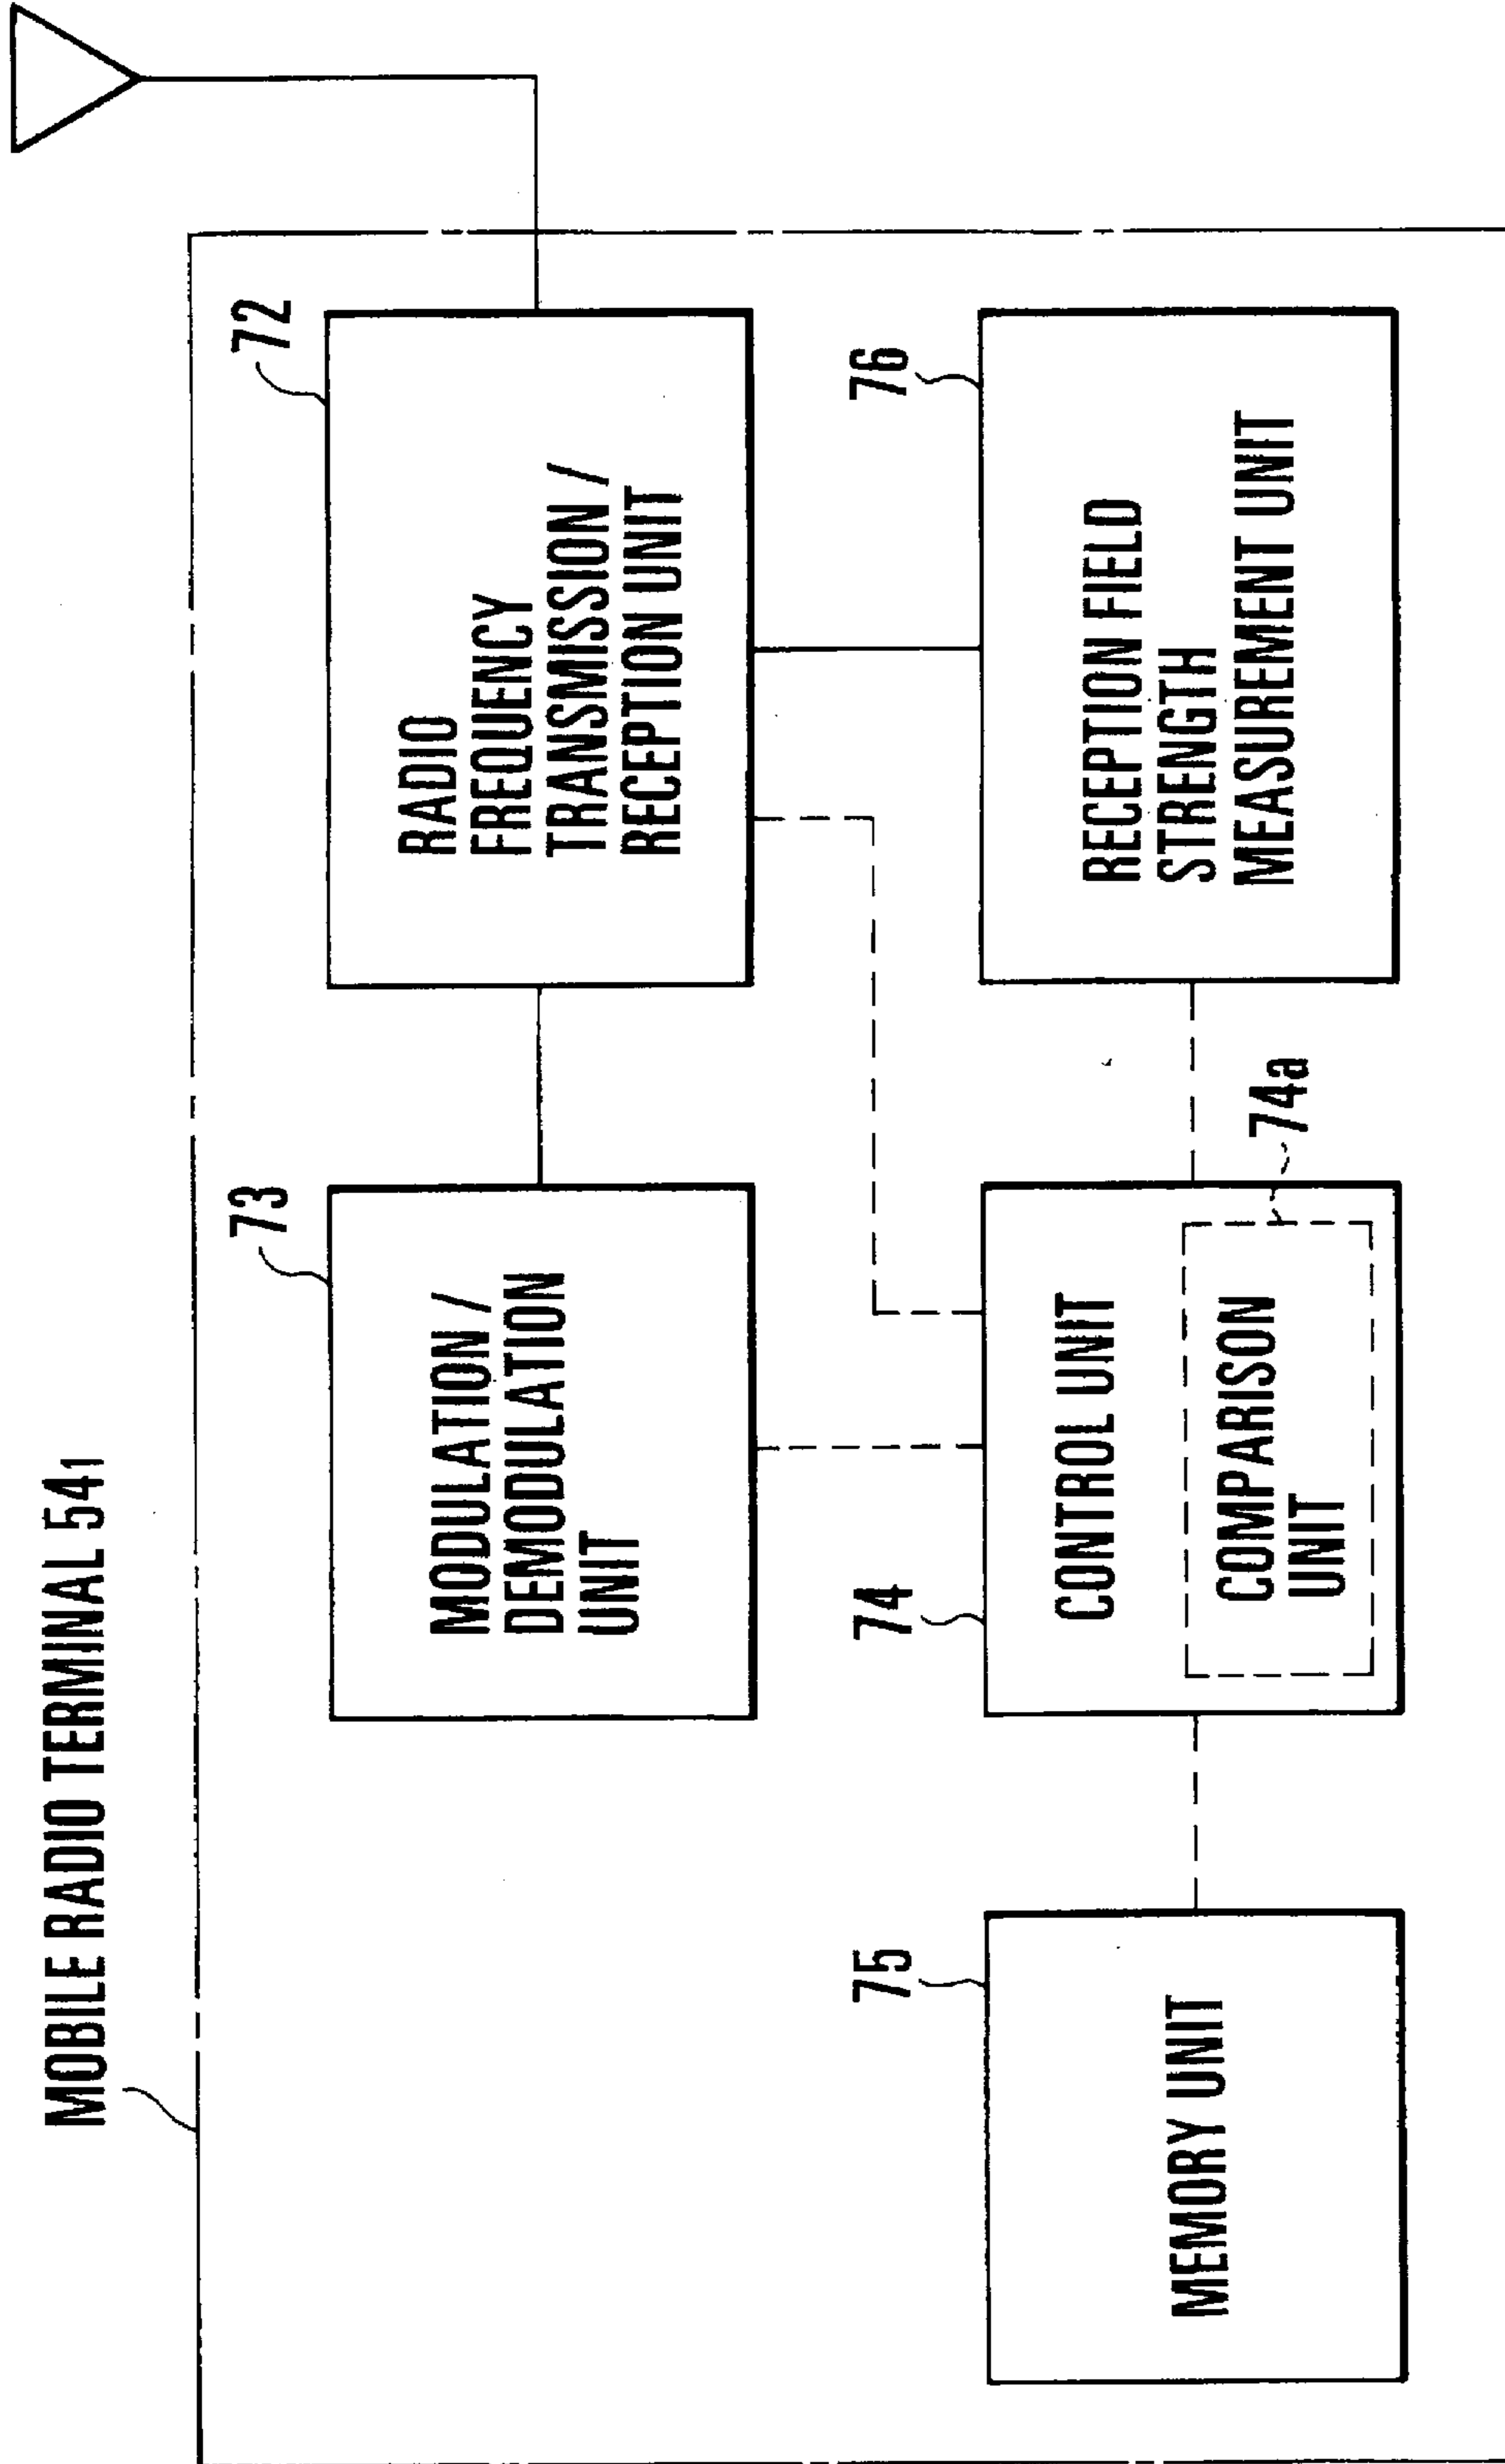 MOBILE RADIO TERMINAL 54₁
73
MODULATION /
DEMODULATION
UNIT
72
RADIO
FREQUENCY
TRANSMISSION /
RECEPTION UNIT
75
MEMORY UNIT
74
CONTROL UNIT
COMPARISON
UNIT
74a
76
RECEPTION FIELD
STRENGTH
MEASUREMENT UNIT